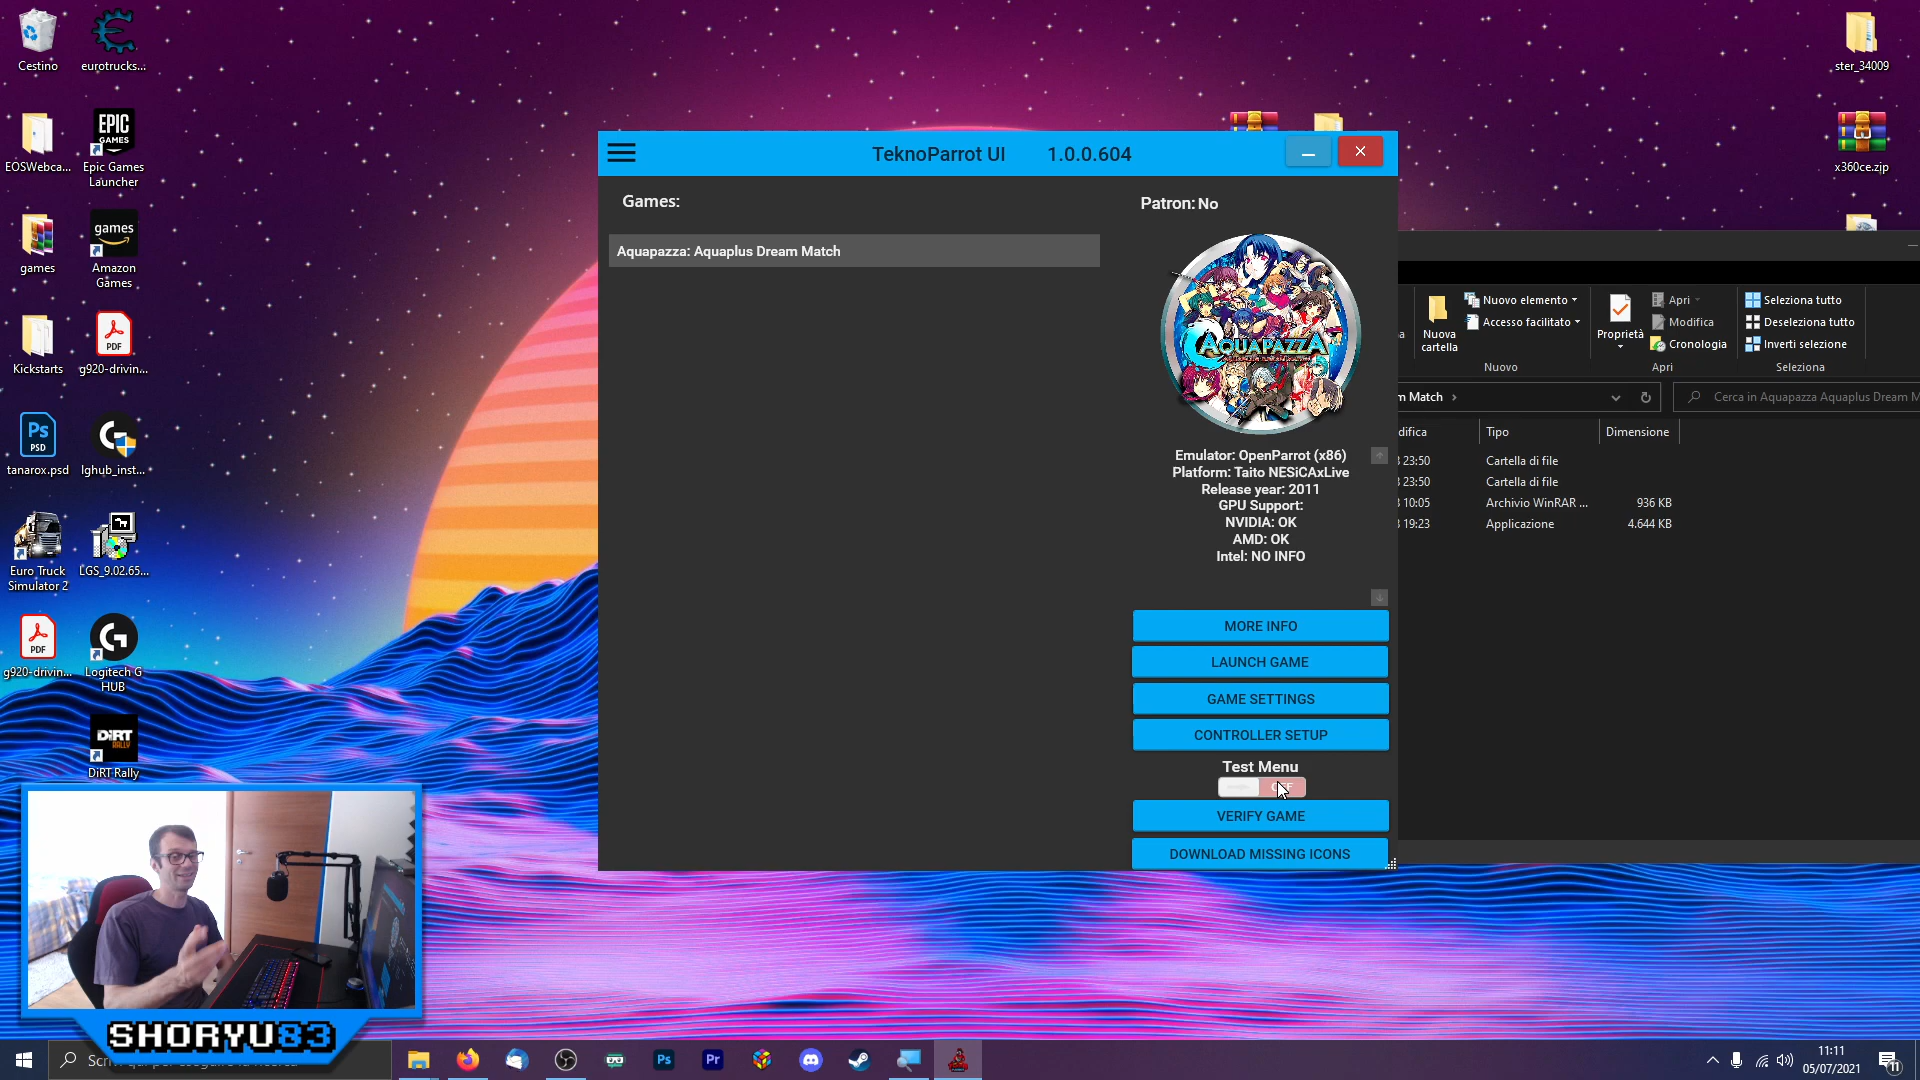 Cestino
eurotrucks...
EOSWebca...
EPIC
GAMES
Epic Games
Launcher
games
games
Amazon
Games
Kickstarts
PDF
g920-drivin...
Ps
PSD
tanarox.psd
lghub_inst...
Euro Truck
Simulator 2
LGS_9.02.65...
PDF
g920-drivin...
Logitech G
HUB
DiRT
RALLY
DiRT Rally
ster_34009
x360ce.zip
TeknoParrot UI 1.0.0.604
Games:
Aquapazza: Aquaplus Dream Match
Patron: No
AQUAPAZZA
Emulator: OpenParrot (x86)
Platform: Taito NESiCAxLive
Release year: 2011
GPU Support:
NVIDIA: OK
AMD: OK
Intel: NO INFO
MORE INFO
LAUNCH GAME
GAME SETTINGS
CONTROLLER SETUP
Test Menu
VERIFY GAME
DOWNLOAD MISSING ICONS
Nuova
cartella
Nuovo elemento
Accesso facilitato
Nuovo
Proprietà
Apri
Modifica
Cronologia
Apri
Seleziona tutto
Deseleziona tutto
Inverti selezione
Seleziona
m Match
Cerca in Aquapazza Aquaplus Dream M
difica
Tipo
Dimensione
23:50 Cartella di file
23:50 Cartella di file
10:05 Archivio WinRAR ... 936 KB
19:23 Applicazione 4.644 KB
SHORYU83
Ps
Pr
11:11
05/07/2021
11